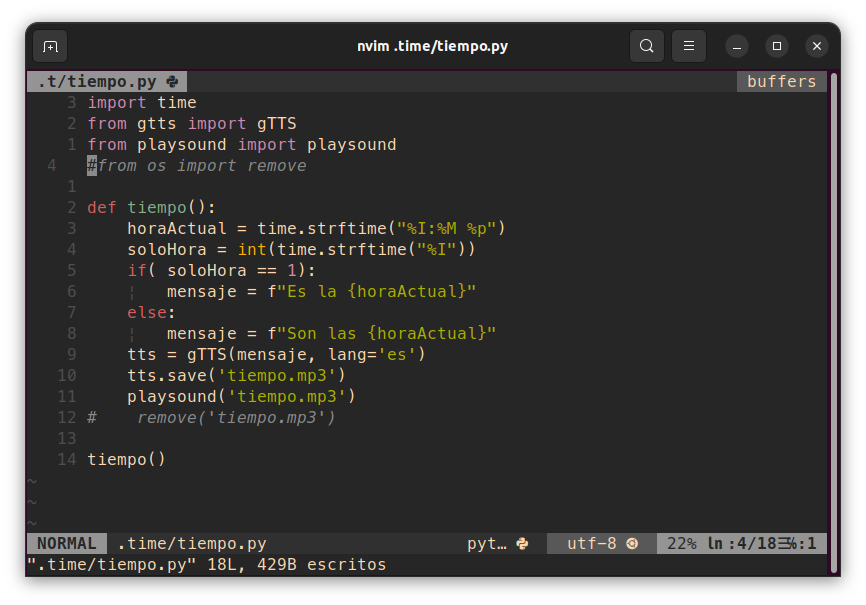 nvim .time/tiempo.py
.t/tiempo.py buffers
3 import time
2 from gtts import gTTS
1 from playsound import playsound
4 #from os import remove
1
2 def tiempo():
3     horaActual = time.strftime("%I:%M %p")
4     soloHora = int(time.strftime("%I"))
5     if( soloHora == 1):
6     ¦   mensaje = f"Es la {horaActual}"
7     else:
8     ¦   mensaje = f"Son las {horaActual}"
9     tts = gTTS(mensaje, lang='es')
10     tts.save('tiempo.mp3')
11     playsound('tiempo.mp3')
12 #    remove('tiempo.mp3')
13
14 tiempo()
~
~
~
NORMAL .time/tiempo.py pyt… utf-8 22% ln :4/18☰℅:1
".time/tiempo.py" 18L, 429B escritos